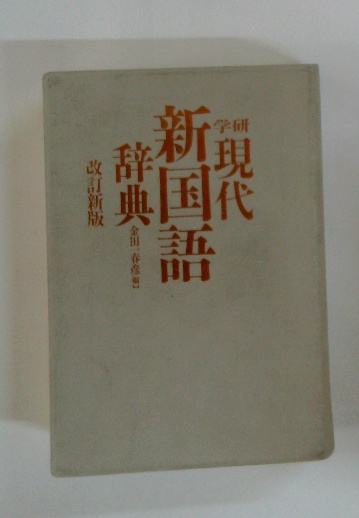 学研
現代
新国語
辞典
金田一春彦[編]
改訂新版